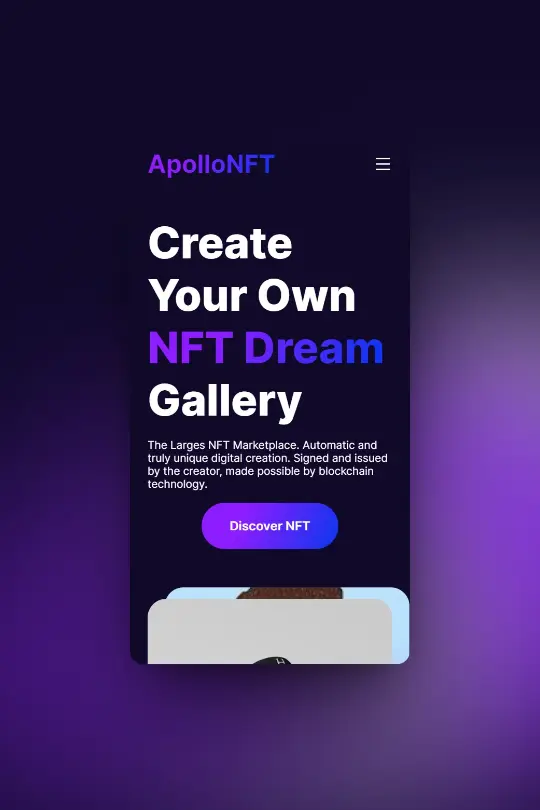 ApolloNFT
Create
Your Own
NFT Dream
Gallery
The Larges NFT Marketplace. Automatic and
truly unique digital creation. Signed and issued
by the creator, made possible by blockchain
technology.
Discover NFT